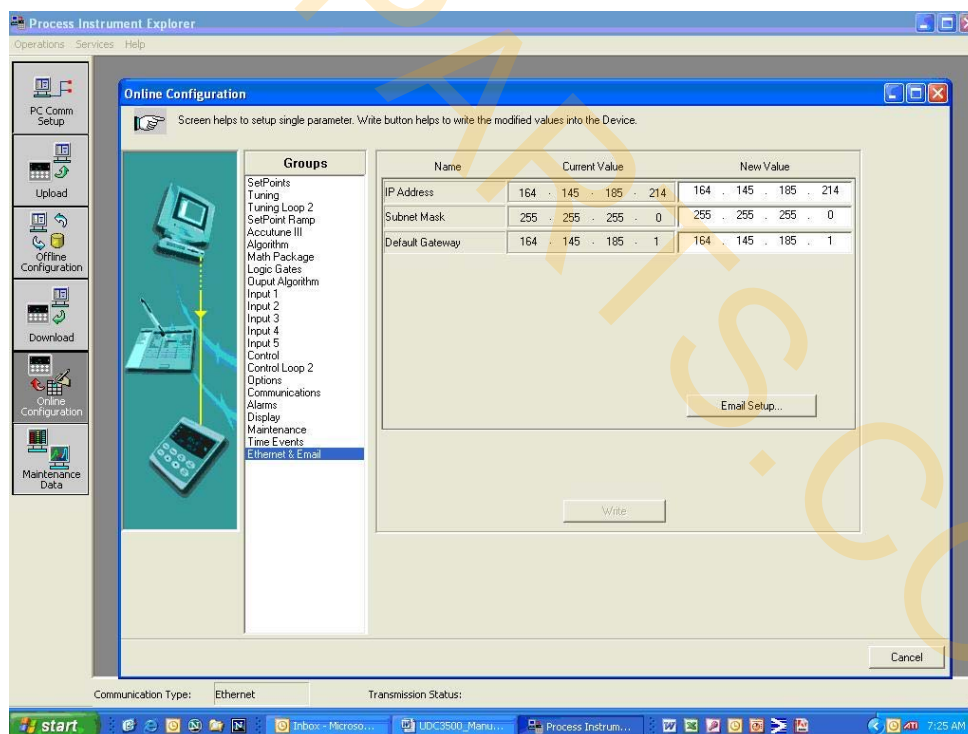 Process Instrument Explorer
Operations Services Help
PC Comm
Setup
Upload
Offline
Configuration
Download
Online
Configuration
Maintenance
Data
Online Configuration
Screen helps to setup single parameter. Write button helps to write the modified values into the Device.
Groups
SetPoints
Tuning
Tuning Loop 2
SetPoint Ramp
Accutune III
Algorithm
Math Package
Logic Gates
Ouput Algorithm
Input 1
Input 2
Input 3
Input 4
Input 5
Control
Control Loop 2
Options
Communications
Alarms
Display
Maintenance
Time Events
Ethernet & Email
Name Current Value New Value
IP Address 164 . 145 . 185 . 214 164 . 145 . 185 . 214
Subnet Mask 255 . 255 . 255 . 0 255 . 255 . 255 . 0
Default Gateway 164 . 145 . 185 . 1 164 . 145 . 185 . 1
Email Setup...
Write
Cancel
Communication Type: Ethernet Transmission Status:
start Inbox - Microso... UDC3500_Manu... Process Instrum... ATI 7:25 AM
PARTS.CO